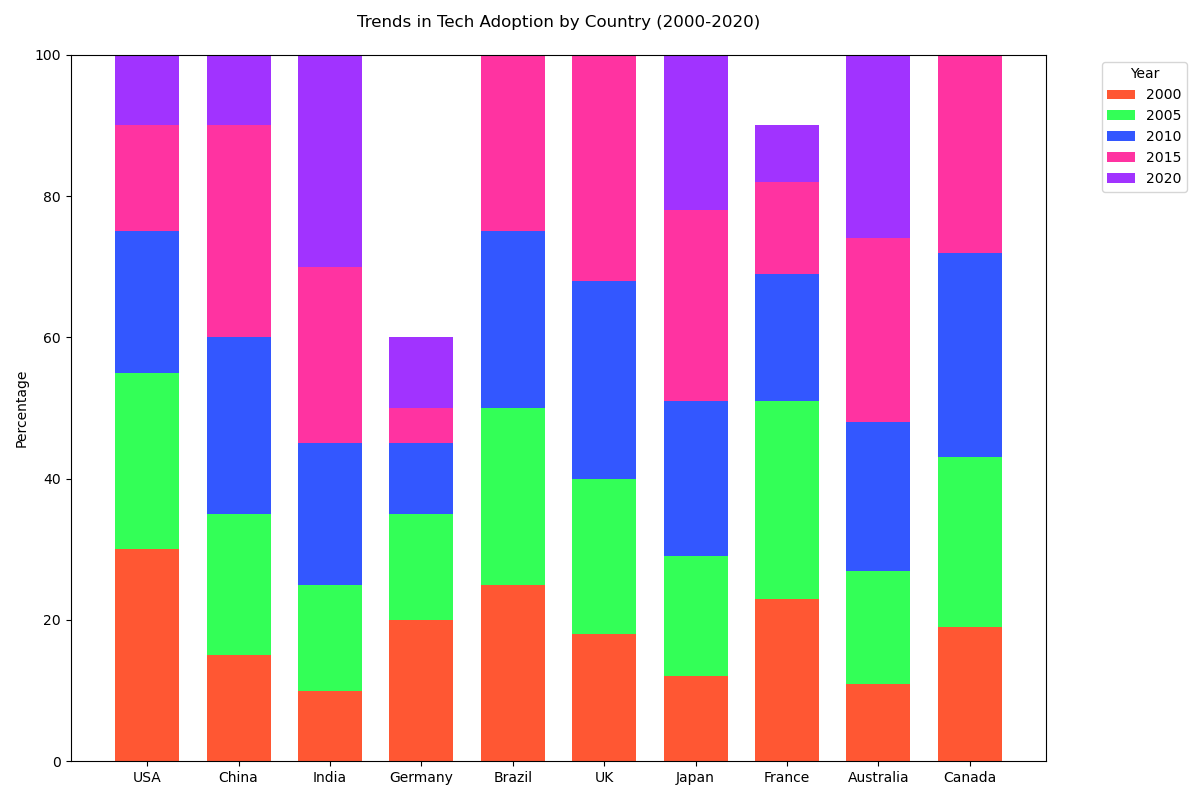 Trends in Tech Adoption by Country (2000-2020)
Year
2000
2005
2010
2015
2020
Percentage
100
80
60
40
20
0
USA China India Germany Brazil UK Japan France Australia Canada